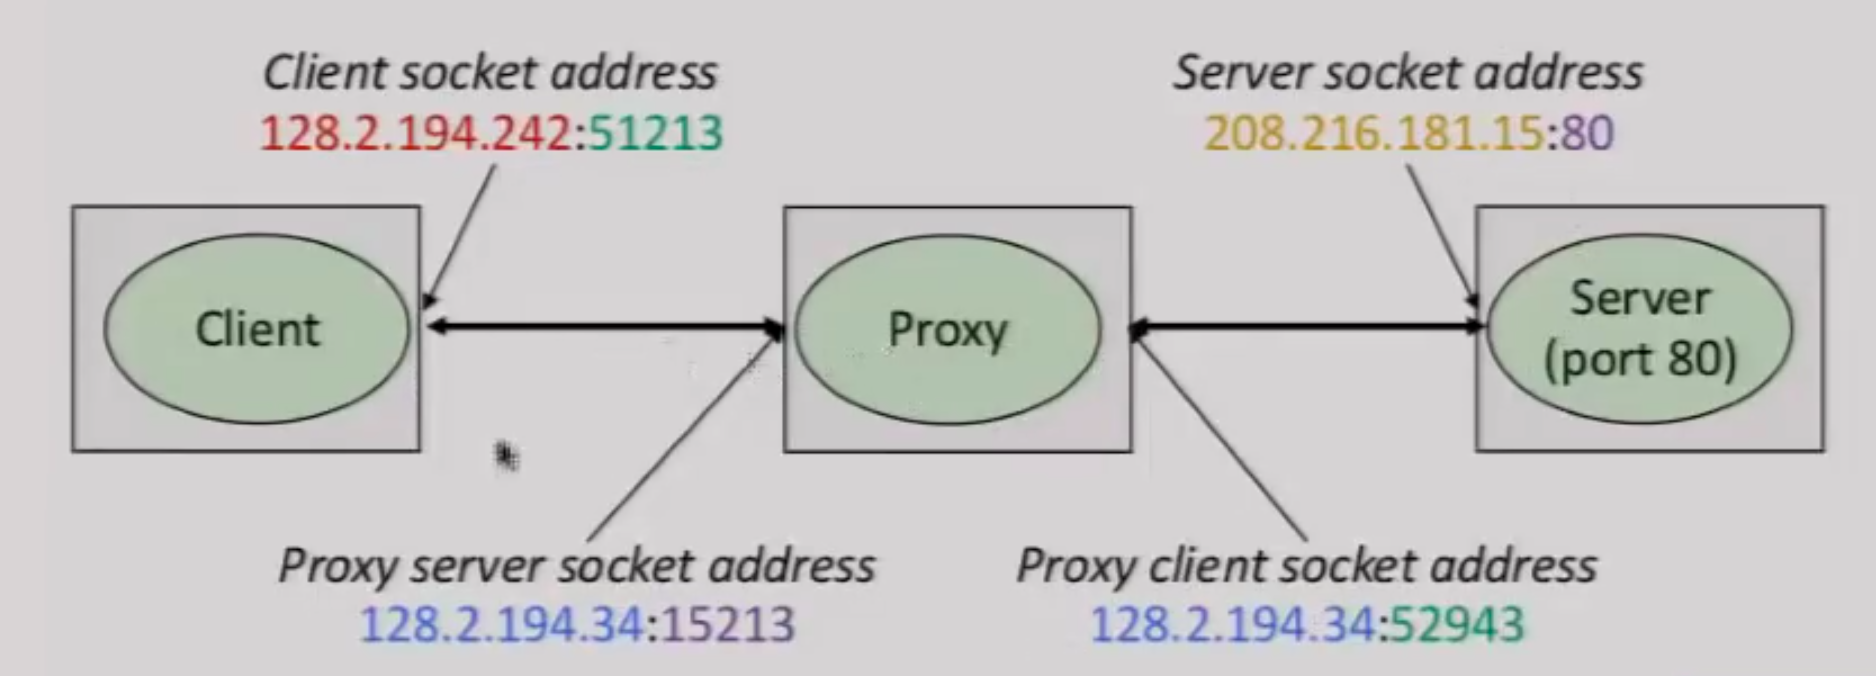 Client socket address
128.2.194.242:51213
Server socket address
208.216.181.15:80
Client
Proxy
Server
(port 80)
Proxy server socket address
128.2.194.34:15213
Proxy client socket address
128.2.194.34:52943